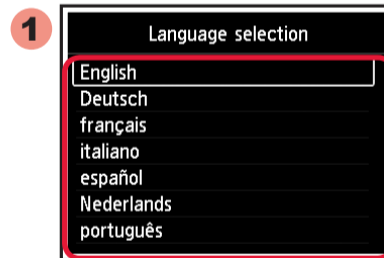 1
Language selection
English
Deutsch
français
italiano
español
Nederlands
português